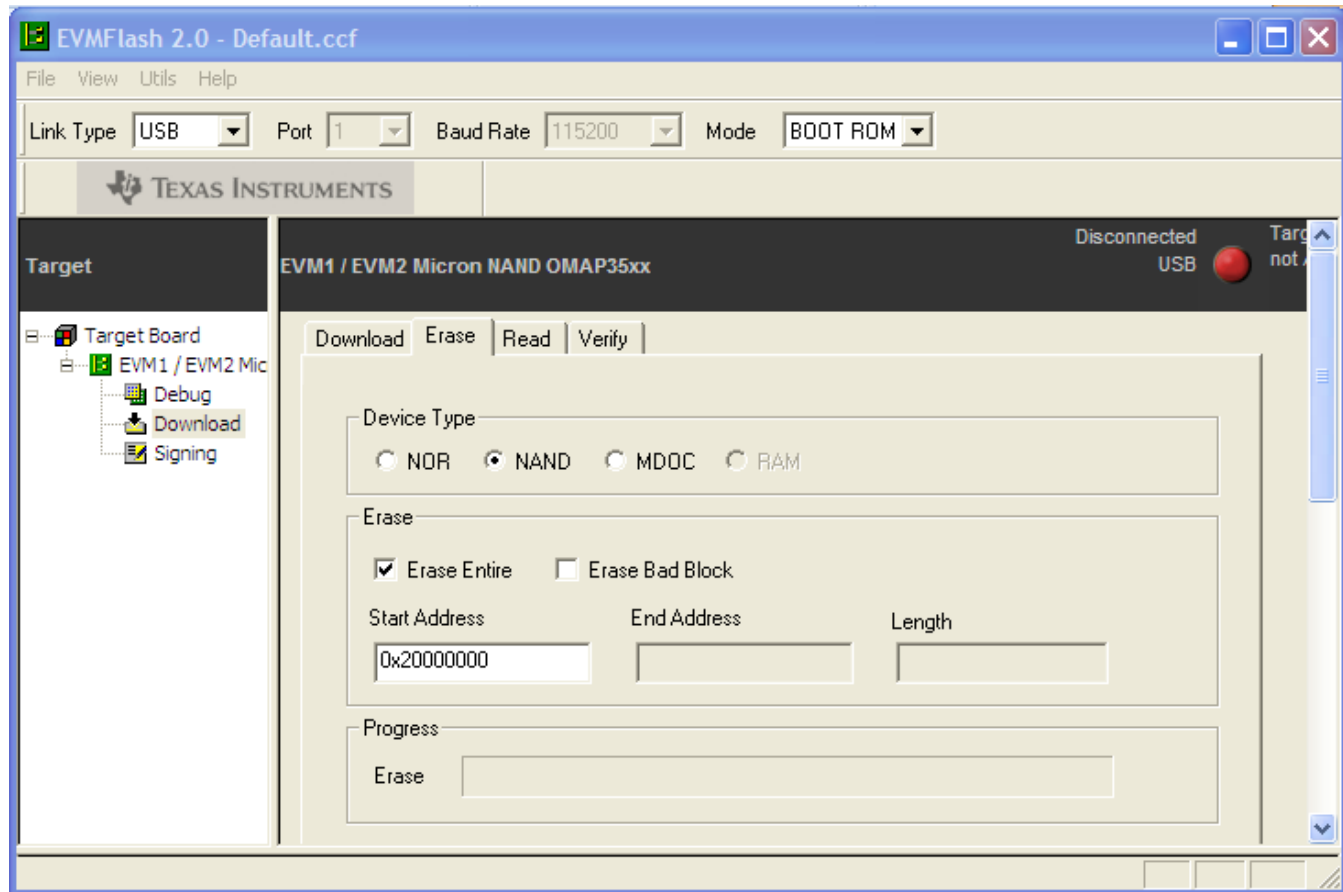 EVMFlash 2.0 - Default.ccf
File View Utils Help
Link Type USB Port 1 Baud Rate 115200 Mode BOOT ROM
TEXAS INSTRUMENTS
Target
EVM1 / EVM2 Micron NAND OMAP35xx
Disconnected
USB
Targ
not
Target Board
EVM1 / EVM2 Mic
Debug
Download
Signing
Download Erase Read Verify
Device Type
NOR NAND MDOC RAM
Erase
Erase Entire Erase Bad Block
Start Address End Address Length
0x20000000
Progress
Erase